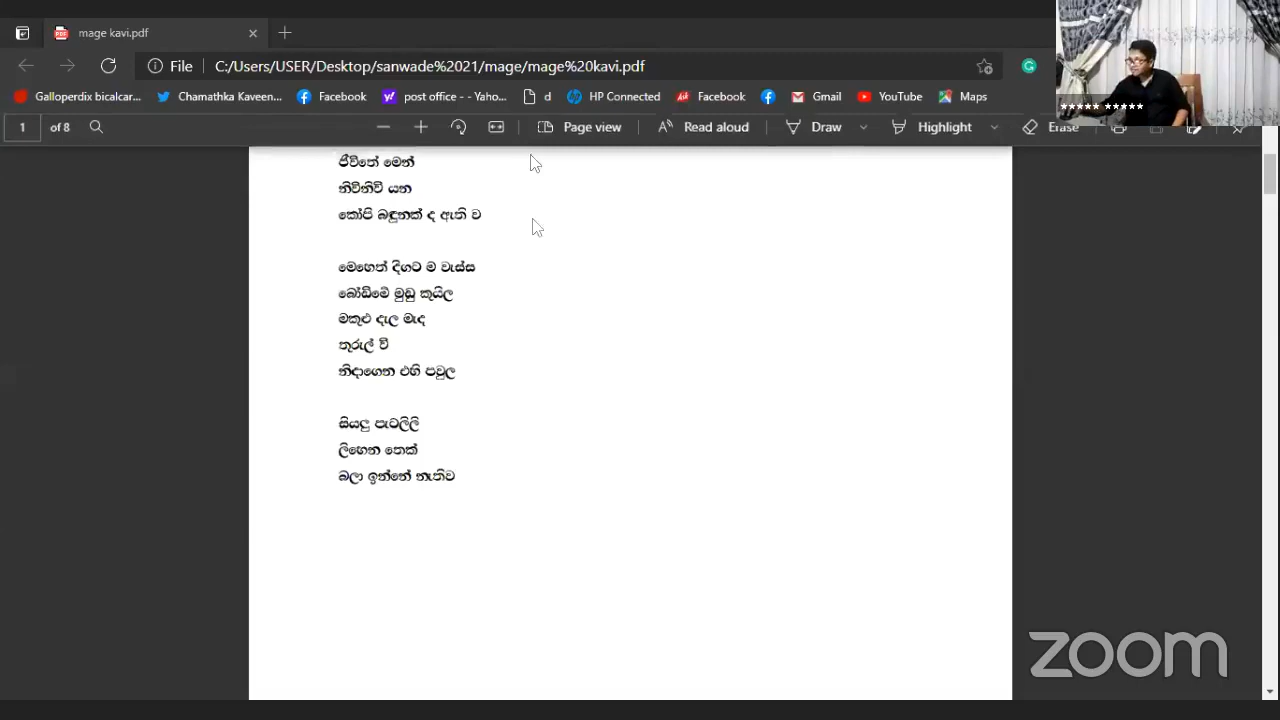 mage kavi.pdf
File C:/Users/USER/Desktop/sanwade%2021/mage/mage%20kavi.pdf
Galloperdix bicalcar... Chamathka Kaveen... Facebook post office - - Yaho... d HP Connected Facebook Gmail YouTube Maps
***** *****
1 of 8 Page view Read aloud Draw Highlight Erase
ජීවිතේ මෙන්
නිවිනිවී යන
කෝපි බඳුනක් ද ඇති ව
මෙහෙත් දිගට ම වැස්ස
බෝඩිමේ මුඩු කූයිල
මකුළු දැල මැද
තුරුල් වී
නිදාගෙන එහි පවුල
සියලු පැටලිලි
ලිහෙන තෙක්
බලා ඉන්නේ නැතිව
zoom